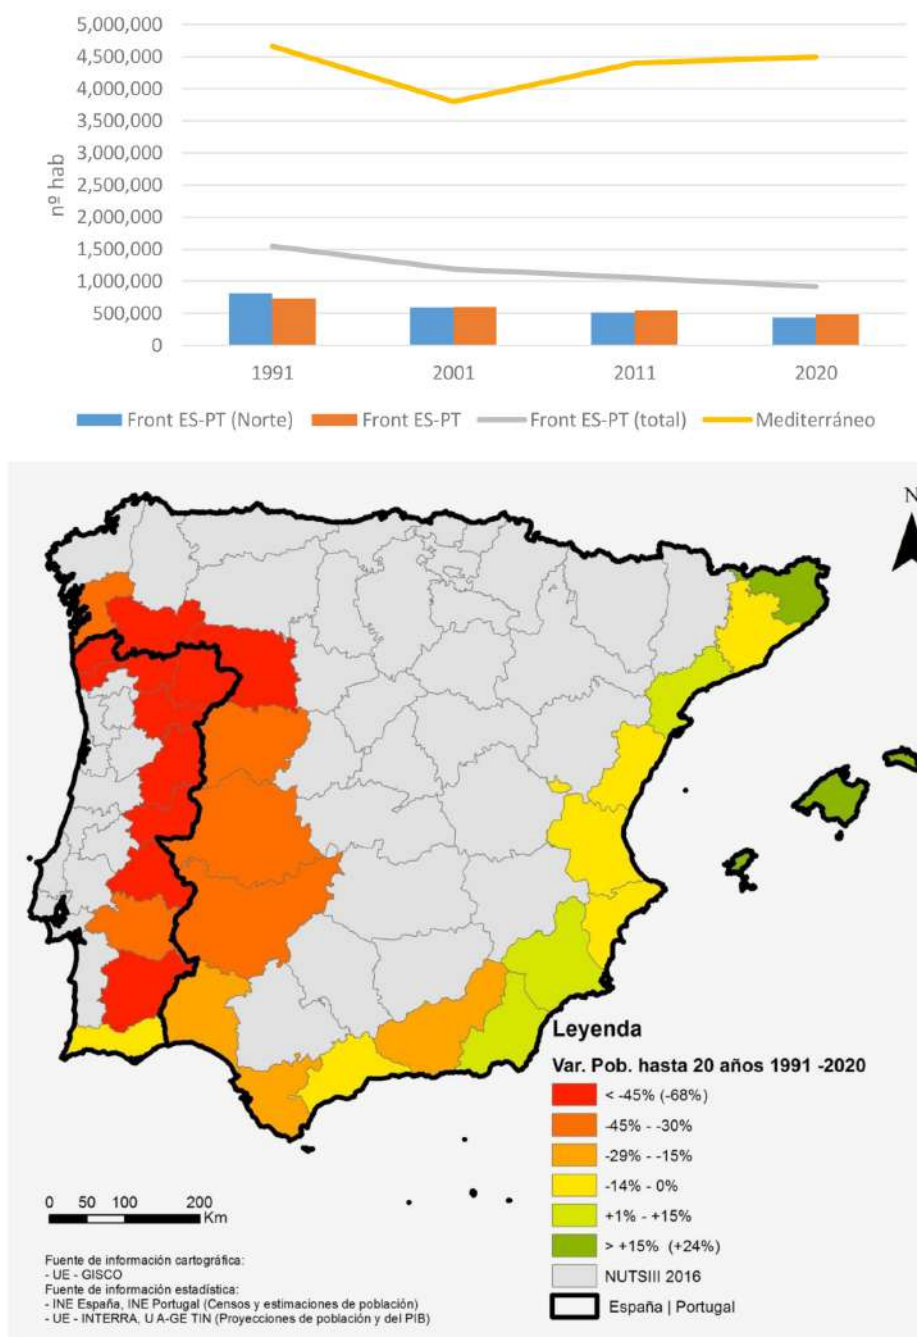 5,000,000
4,500,000
4,000,000
3,500,000
3,000,000
2,500,000
2,000,000
1,500,000
1,000,000
500,000
0
nº hab
1991 2001 2011 2020
Front ES-PT (Norte) Front ES-PT Front ES-PT (total) Mediterráneo
N
Leyenda
Var. Pob. hasta 20 años 1991 -2020
< -45% (-68%)
-45% - -30%
-29% - -15%
-14% - 0%
+1% - +15%
> +15% (+24%)
NUTSIII 2016
España | Portugal
0 50 100 200
Km
Fuente de información cartográfica:
- UE - GISCO
Fuente de información estadística:
- INE España, INE Portugal (Censos y estimaciones de población)
- UE - INTERRA, U A-GE TIN (Proyecciones de población y del PIB)